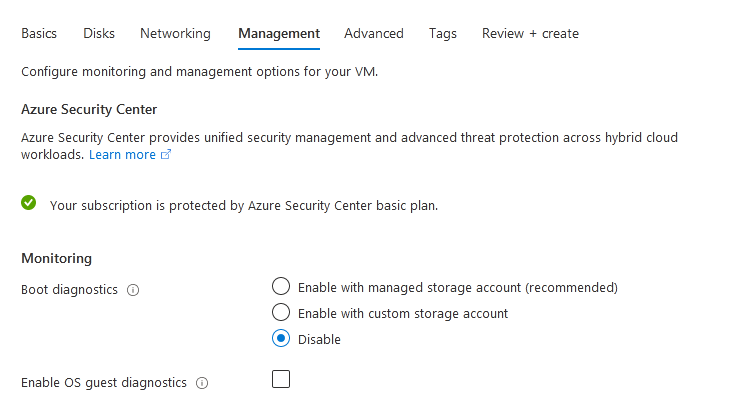 Basics Disks Networking Management Advanced Tags Review + create
Configure monitoring and management options for your VM.
Azure Security Center
Azure Security Center provides unified security management and advanced threat protection across hybrid cloud
workloads. Learn more
Your subscription is protected by Azure Security Center basic plan.
Monitoring
Boot diagnostics
Enable with managed storage account (recommended)
Enable with custom storage account
Disable
Enable OS guest diagnostics